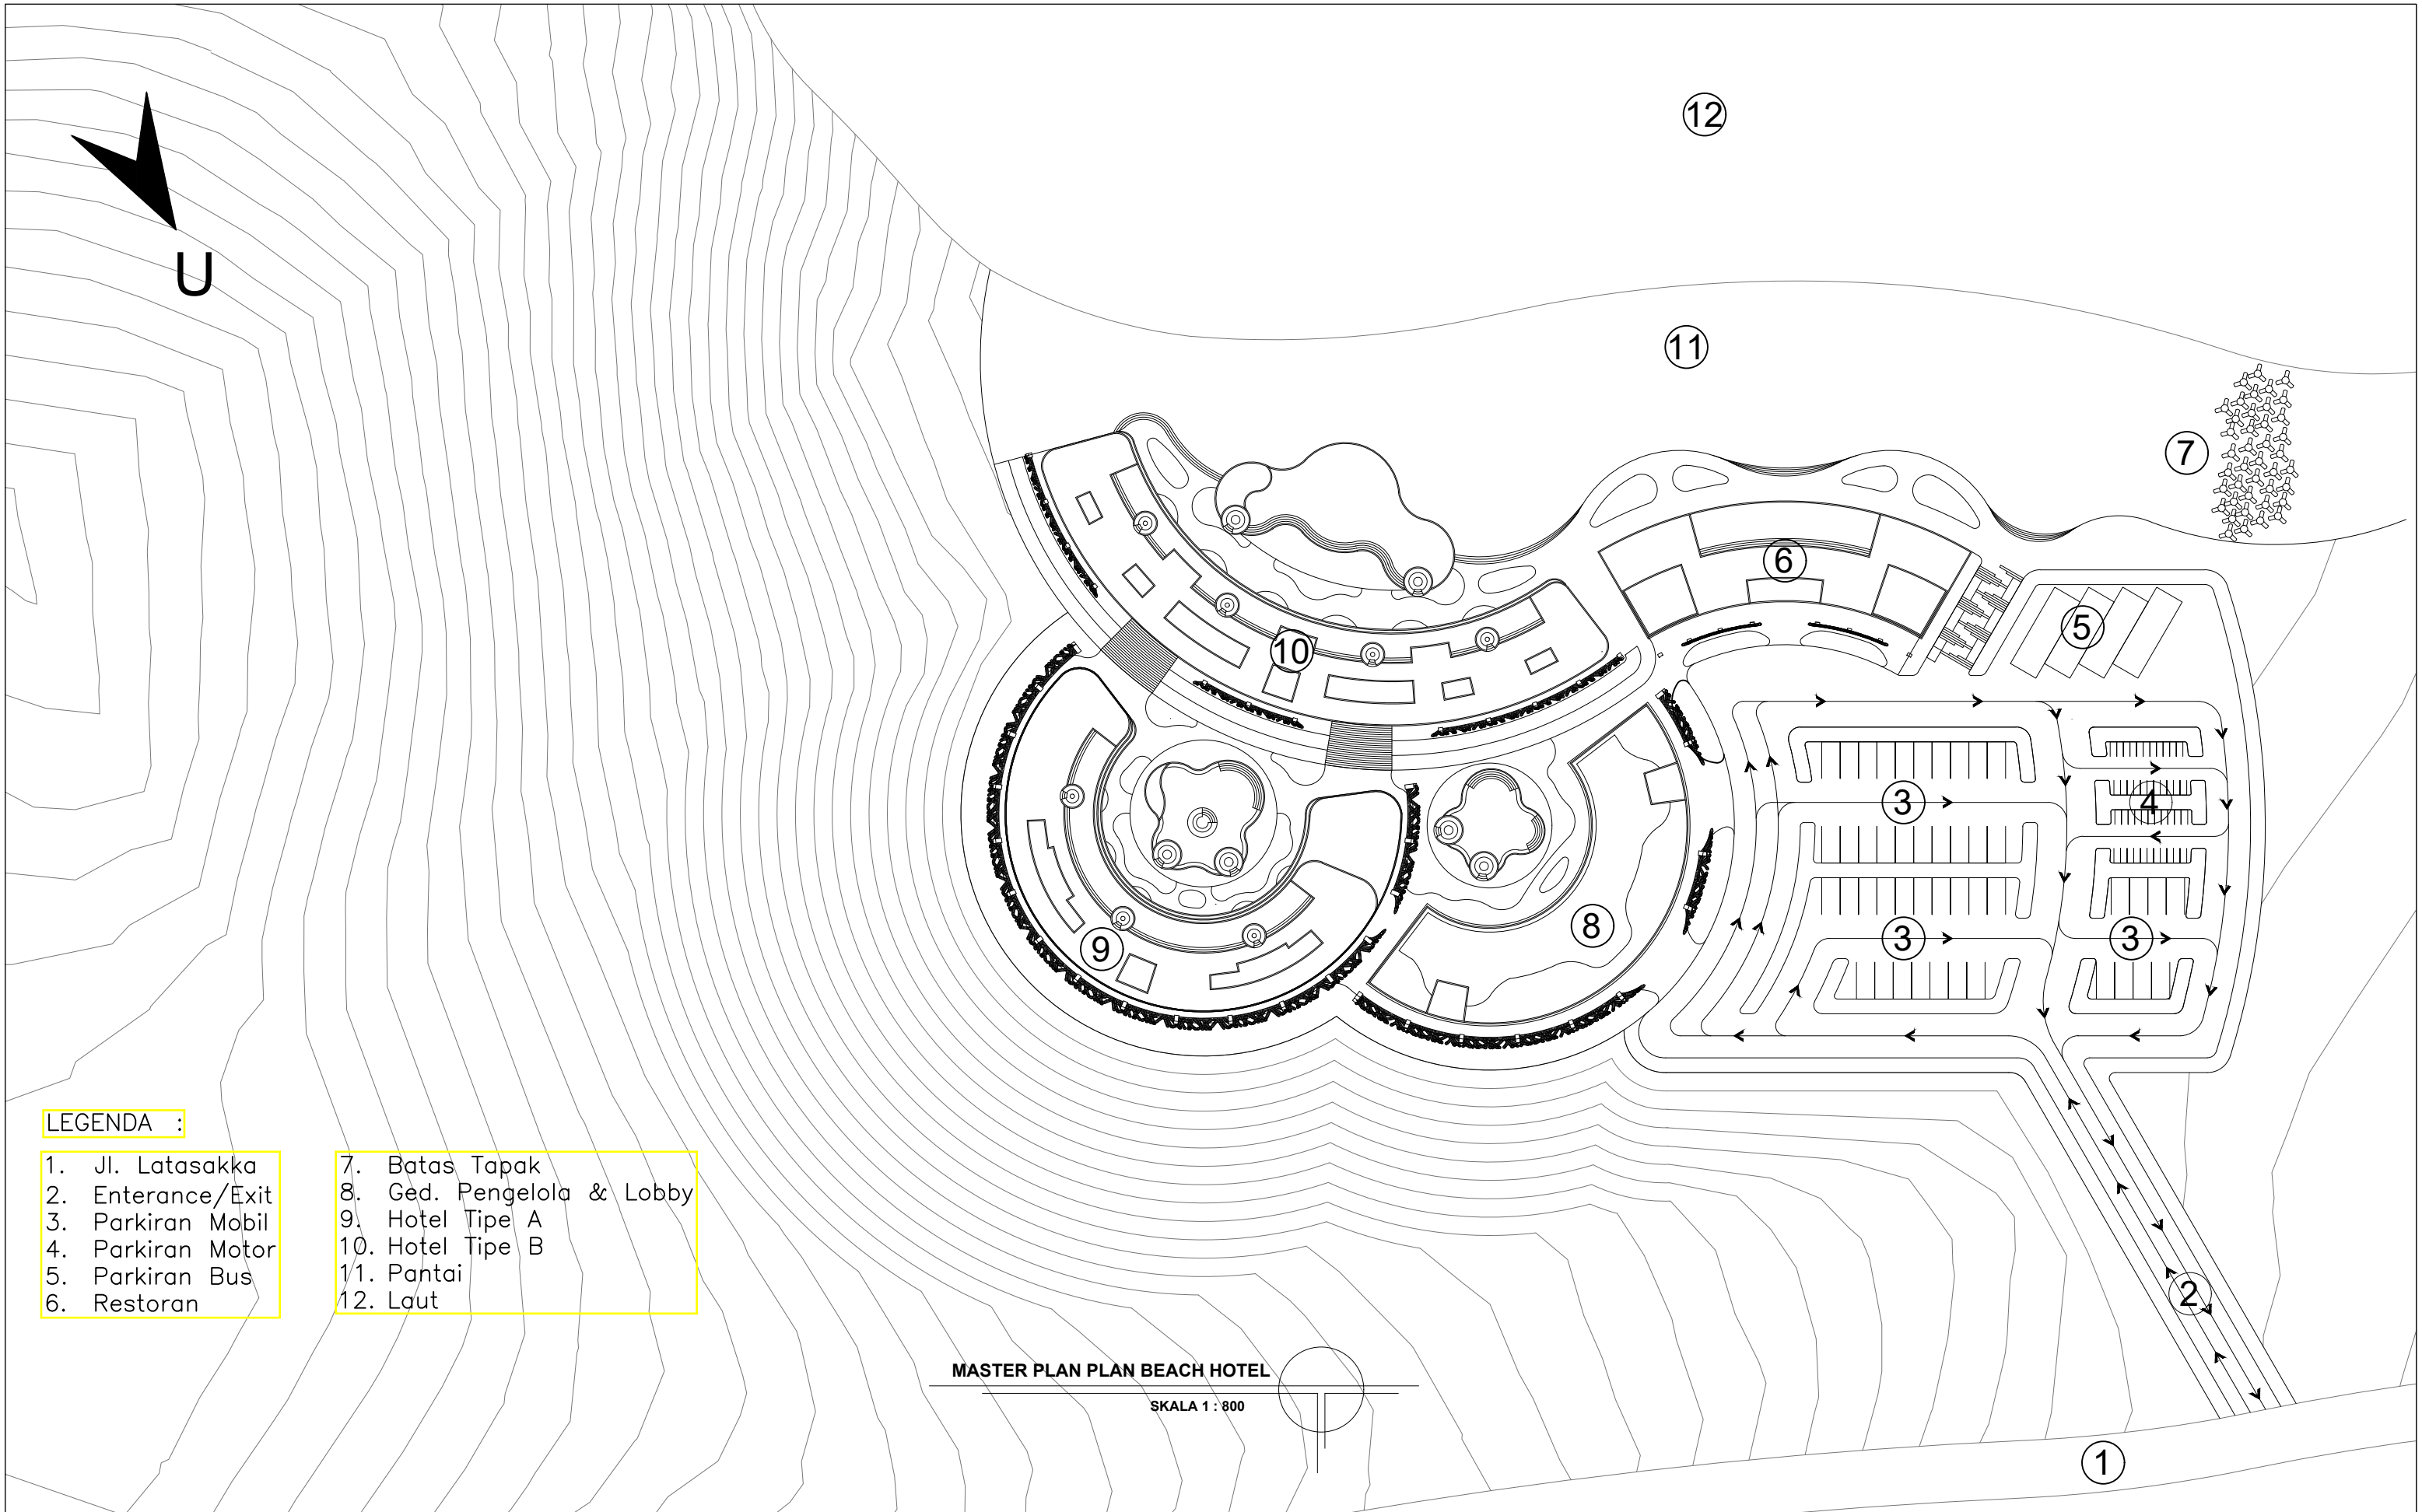 12
U
11
7
6
5
10
3
4
9
8
3
3
LEGENDA :
1. Jl. Latasakka
2. Enterance/Exit
3. Parkiran Mobil
4. Parkiran Motor
5. Parkiran Bus
6. Restoran
7. Batas Tapak
8. Ged. Pengelola & Lobby
9. Hotel Tipe A
10. Hotel Tipe B
11. Pantai
12. Laut
2
MASTER PLAN PLAN BEACH HOTEL
SKALA 1 : 800
1